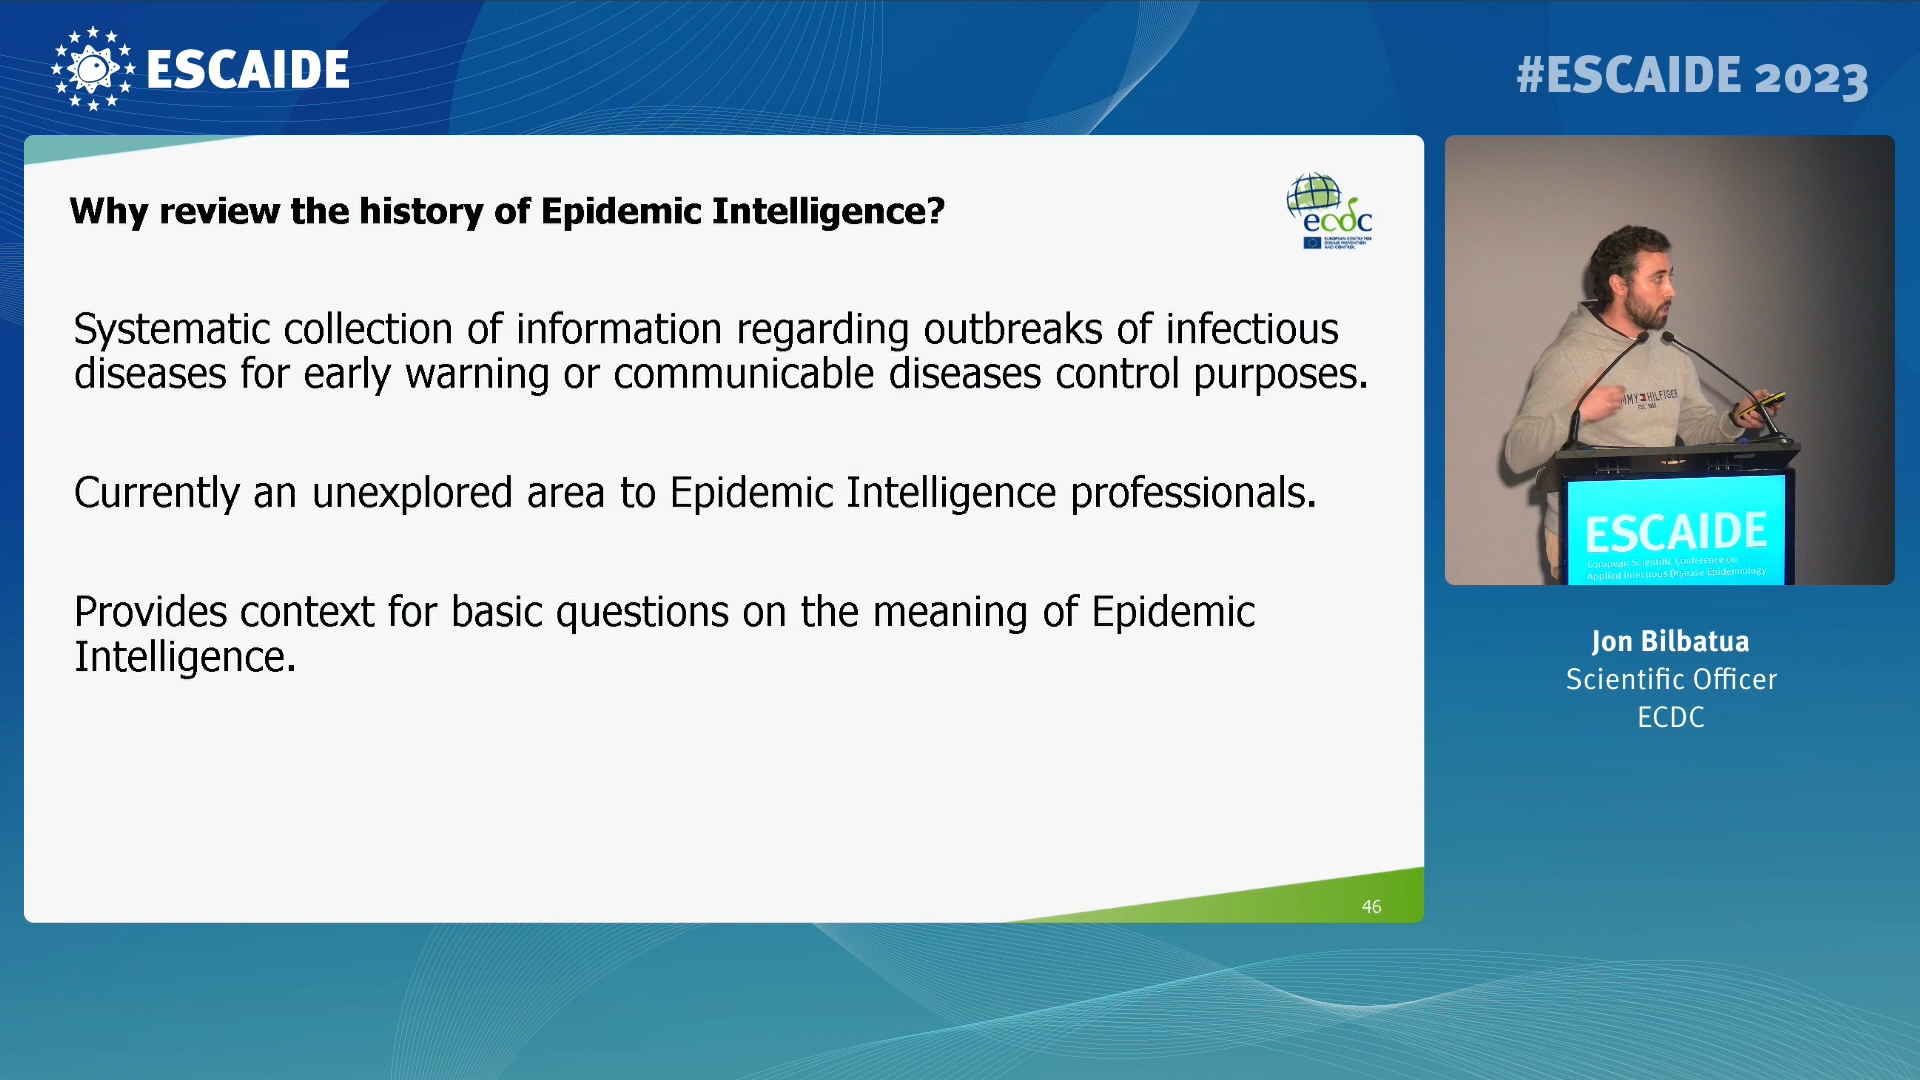 ESCAIDE
#ESCAIDE 2023
Why review the history of Epidemic Intelligence?
ecdc
EUROPEAN CENTRE FOR
DISEASE PREVENTION
AND CONTROL
Systematic collection of information regarding outbreaks of infectious
diseases for early warning or communicable diseases control purposes.
Currently an unexplored area to Epidemic Intelligence professionals.
Provides context for basic questions on the meaning of Epidemic
Intelligence.
46
MMY HILFIGER
ESCAIDE
European Scientific Conference on
Applied Infectious Disease Epidemiology
Jon Bilbatua
Scientific Officer
ECDC